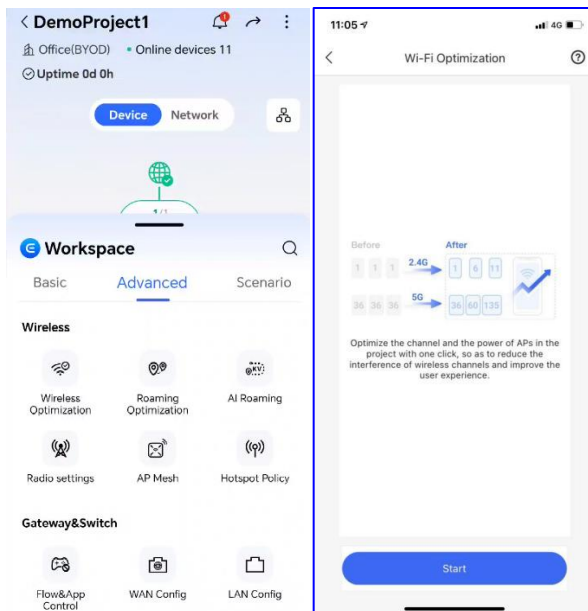 DemoProject1
Office(BYOD) • Online devices 11
Uptime 0d 0h
Device Network
1/1
Workspace
Basic Advanced Scenario
Wireless
Wireless Optimization
Roaming Optimization
AI Roaming
Radio settings
AP Mesh
Hotspot Policy
Gateway&Switch
Flow&App Control
WAN Config
LAN Config
11:05 4G
Wi-Fi Optimization
Before After
1 1 1 2.4G 1 6 11
36 36 36 5G 36 60 135
Optimize the channel and the power of APs in the
project with one click, so as to reduce the
interference of wireless channels and improve the
user experience.
Start